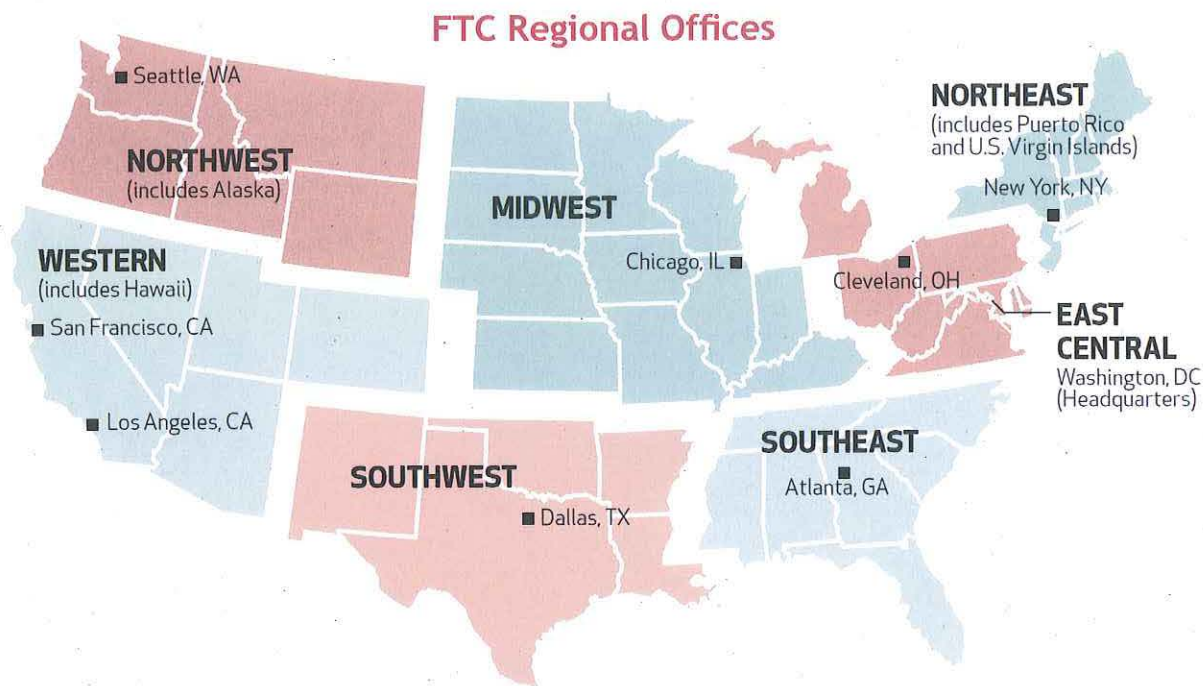 FTC Regional Offices
Seattle, WA
NORTHWEST
(includes Alaska)
NORTHEAST
(includes Puerto Rico
and U.S. Virgin Islands)
New York, NY
MIDWEST
Chicago, IL
WESTERN
(includes Hawaii)
San Francisco, CA
Los Angeles, CA
Cleveland, OH
EAST
CENTRAL
Washington, DC
(Headquarters)
SOUTHWEST
Dallas, TX
SOUTHEAST
Atlanta, GA